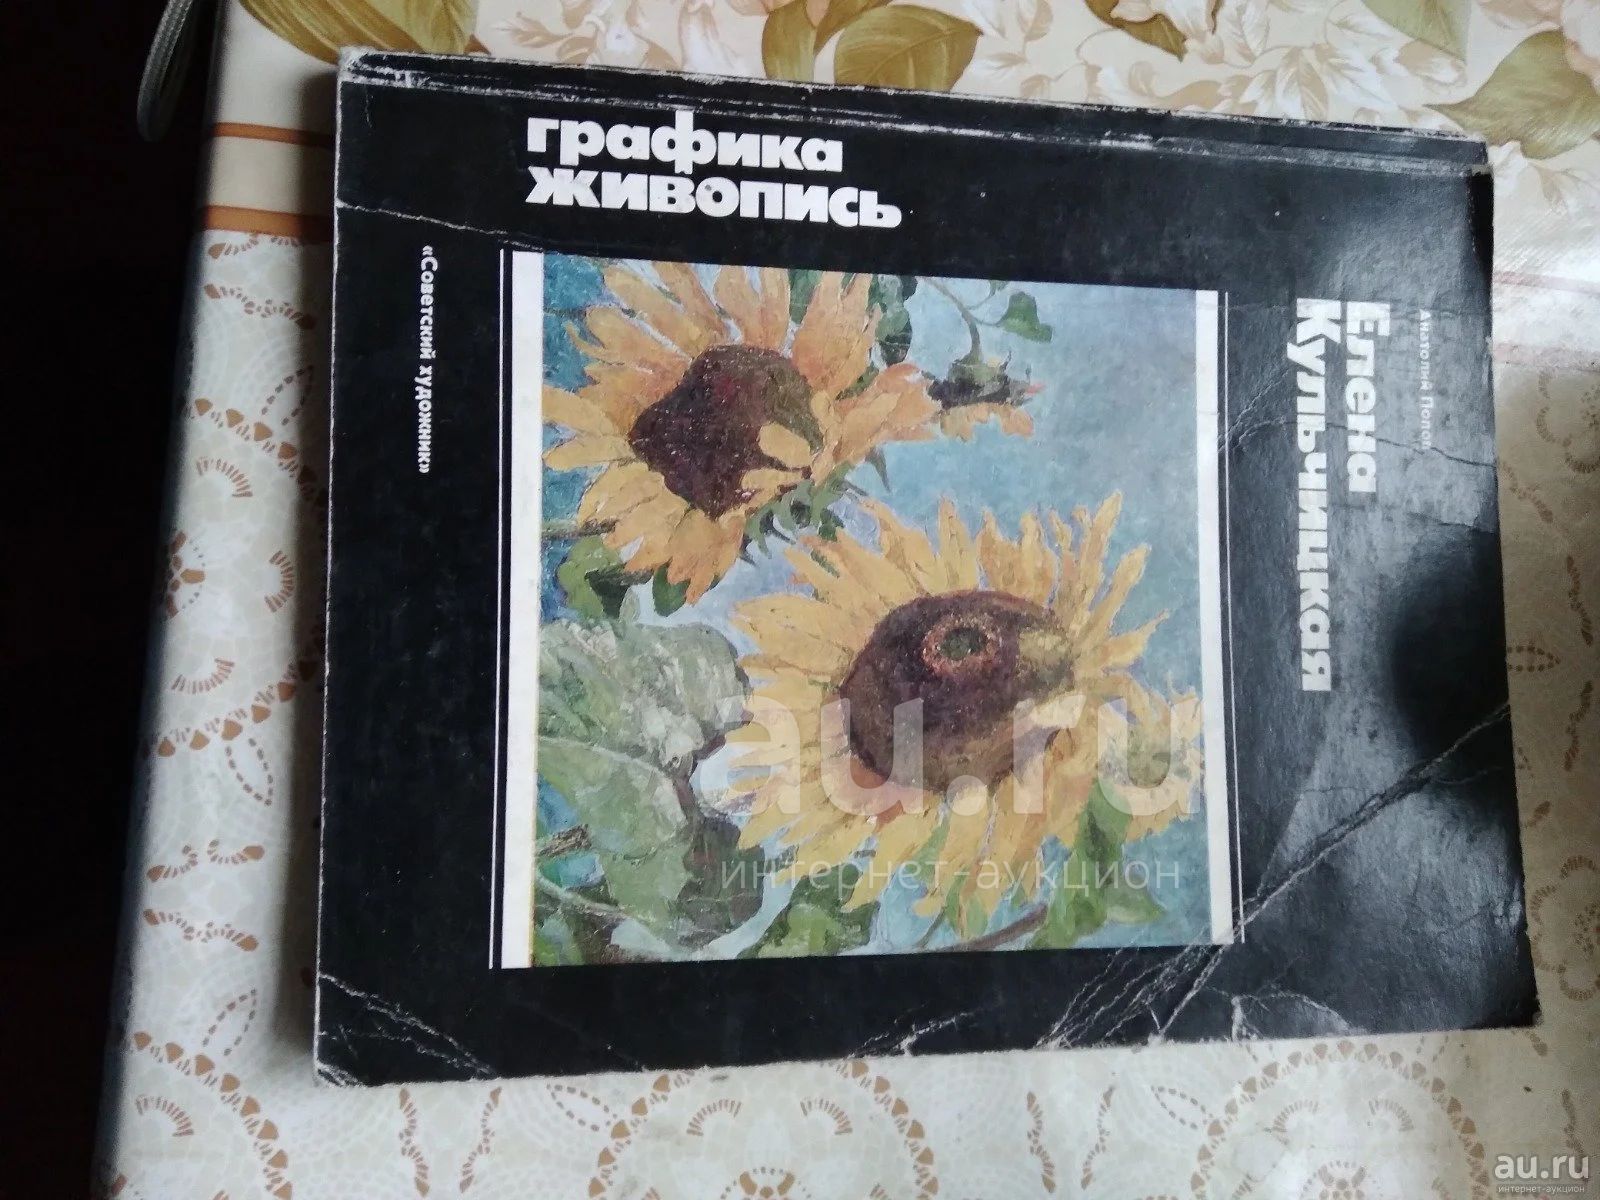 Анатолий Попов
Елена
Кульчицкая
графика
живопись
«Советский художник»
au.ru
интернет-аукцион
au.ru
интернет-аукцион